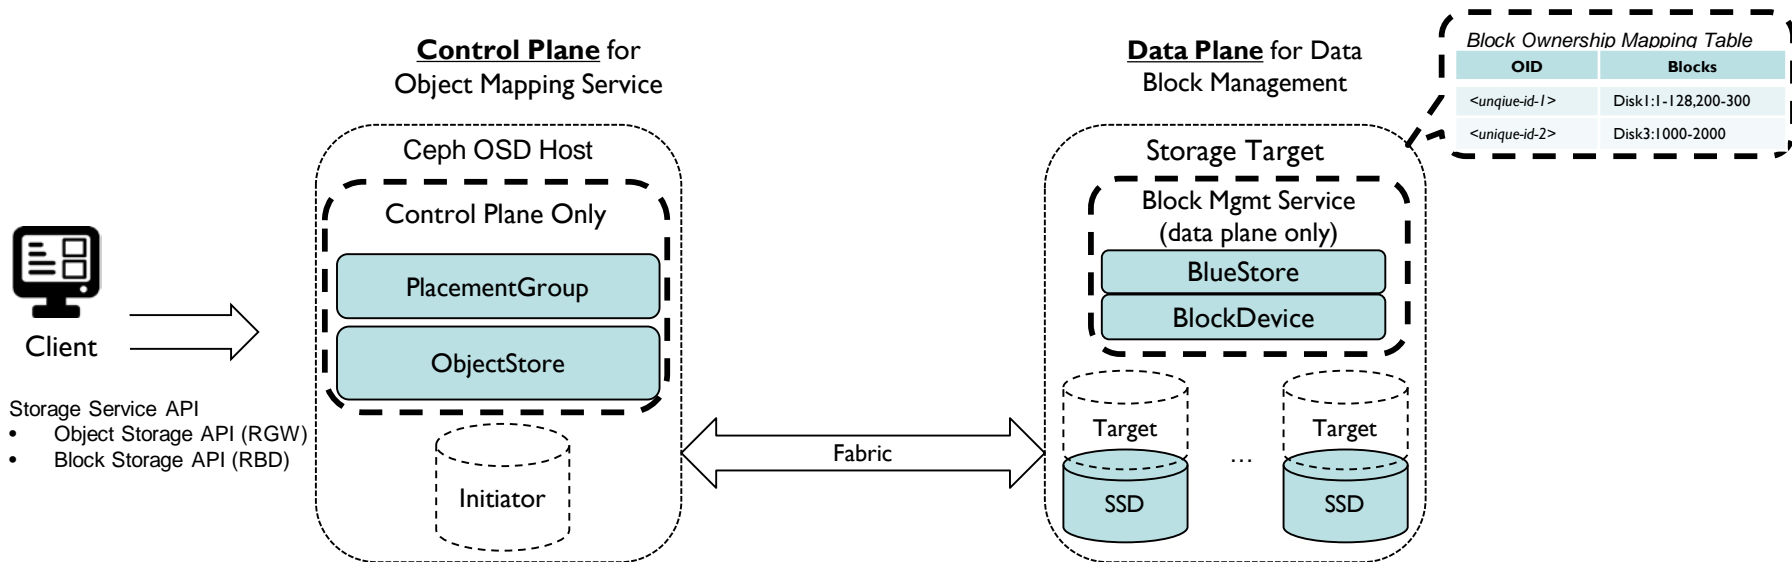 Control Plane for
Object Mapping Service
Data Plane for Data
Block Management
Block Ownership Mapping Table
OID Blocks
<unqiue-id-1> Disk1:1-128,200-300
<unique-id-2> Disk3:1000-2000
Client
Storage Service API
• Object Storage API (RGW)
• Block Storage API (RBD)
Ceph OSD Host
Control Plane Only
PlacementGroup
ObjectStore
Initiator
Fabric
Storage Target
Block Mgmt Service
(data plane only)
BlueStore
BlockDevice
Target ... Target
SSD SSD